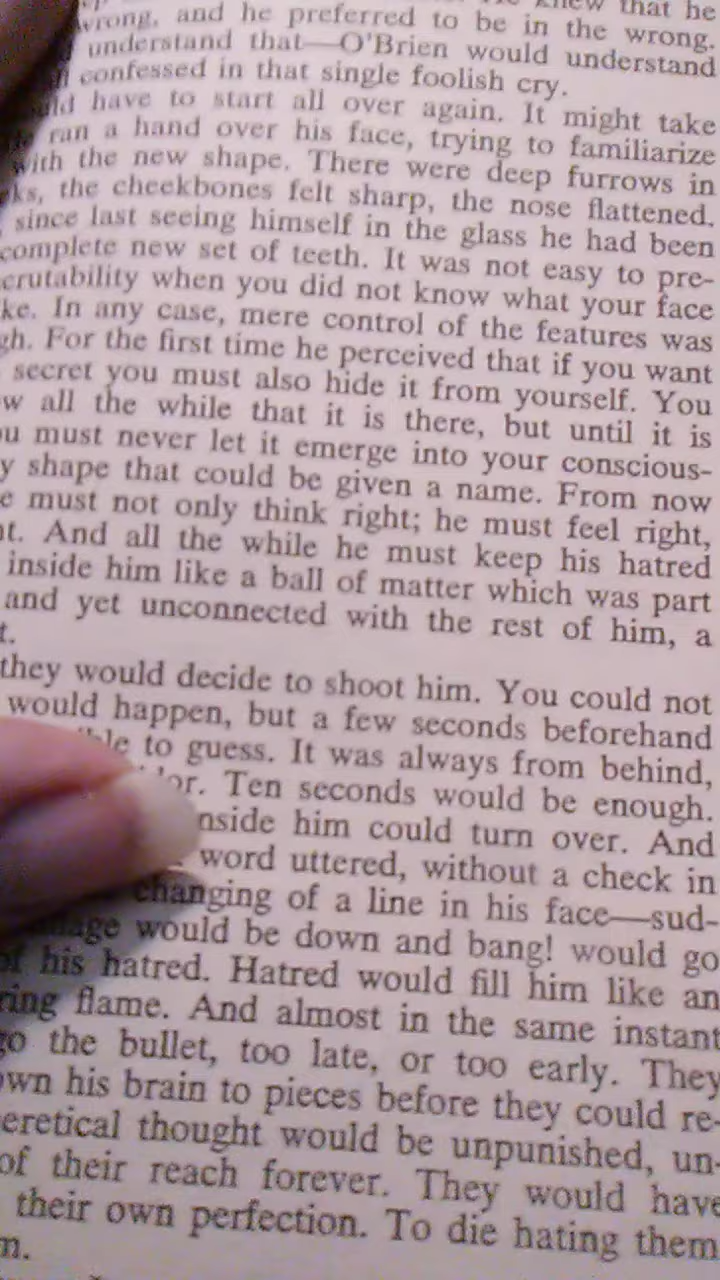 knew that he
wrong, and he preferred to be in the wrong.
understand that—O'Brien would understand
confessed in that single foolish cry.
have to start all over again. It might take
ran a hand over his face, trying to familiarize
with the new shape. There were deep furrows in
the cheekbones felt sharp, the nose flattened.
since last seeing himself in the glass he had been
complete new set of teeth. It was not easy to pre-
crutability when you did not know what your face
ke. In any case, mere control of the features was
gh. For the first time he perceived that if you want
secret you must also hide it from yourself. You
w all the while that it is there, but until it is
u must never let it emerge into your conscious-
y shape that could be given a name. From now
e must not only think right; he must feel right,
t. And all the while he must keep his hatred
inside him like a ball of matter which was part
and yet unconnected with the rest of him, a
t.
they would decide to shoot him. You could not
would happen, but a few seconds beforehand
ble to guess. It was always from behind,
dor. Ten seconds would be enough.
nside him could turn over. And
word uttered, without a check in
changing of a line in his face—sud-
would be down and bang! would go
of his hatred. Hatred would fill him like an
ring flame. And almost in the same instant
go the bullet, too late, or too early. They
own his brain to pieces before they could re-
eretical thought would be unpunished, un-
of their reach forever. They would have
their own perfection. To die hating them
m.